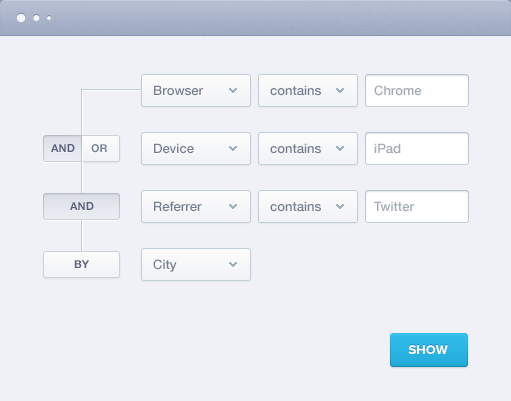 Browser contains Chrome
AND OR Device contains iPad
AND Referrer contains Twitter
BY City
SHOW